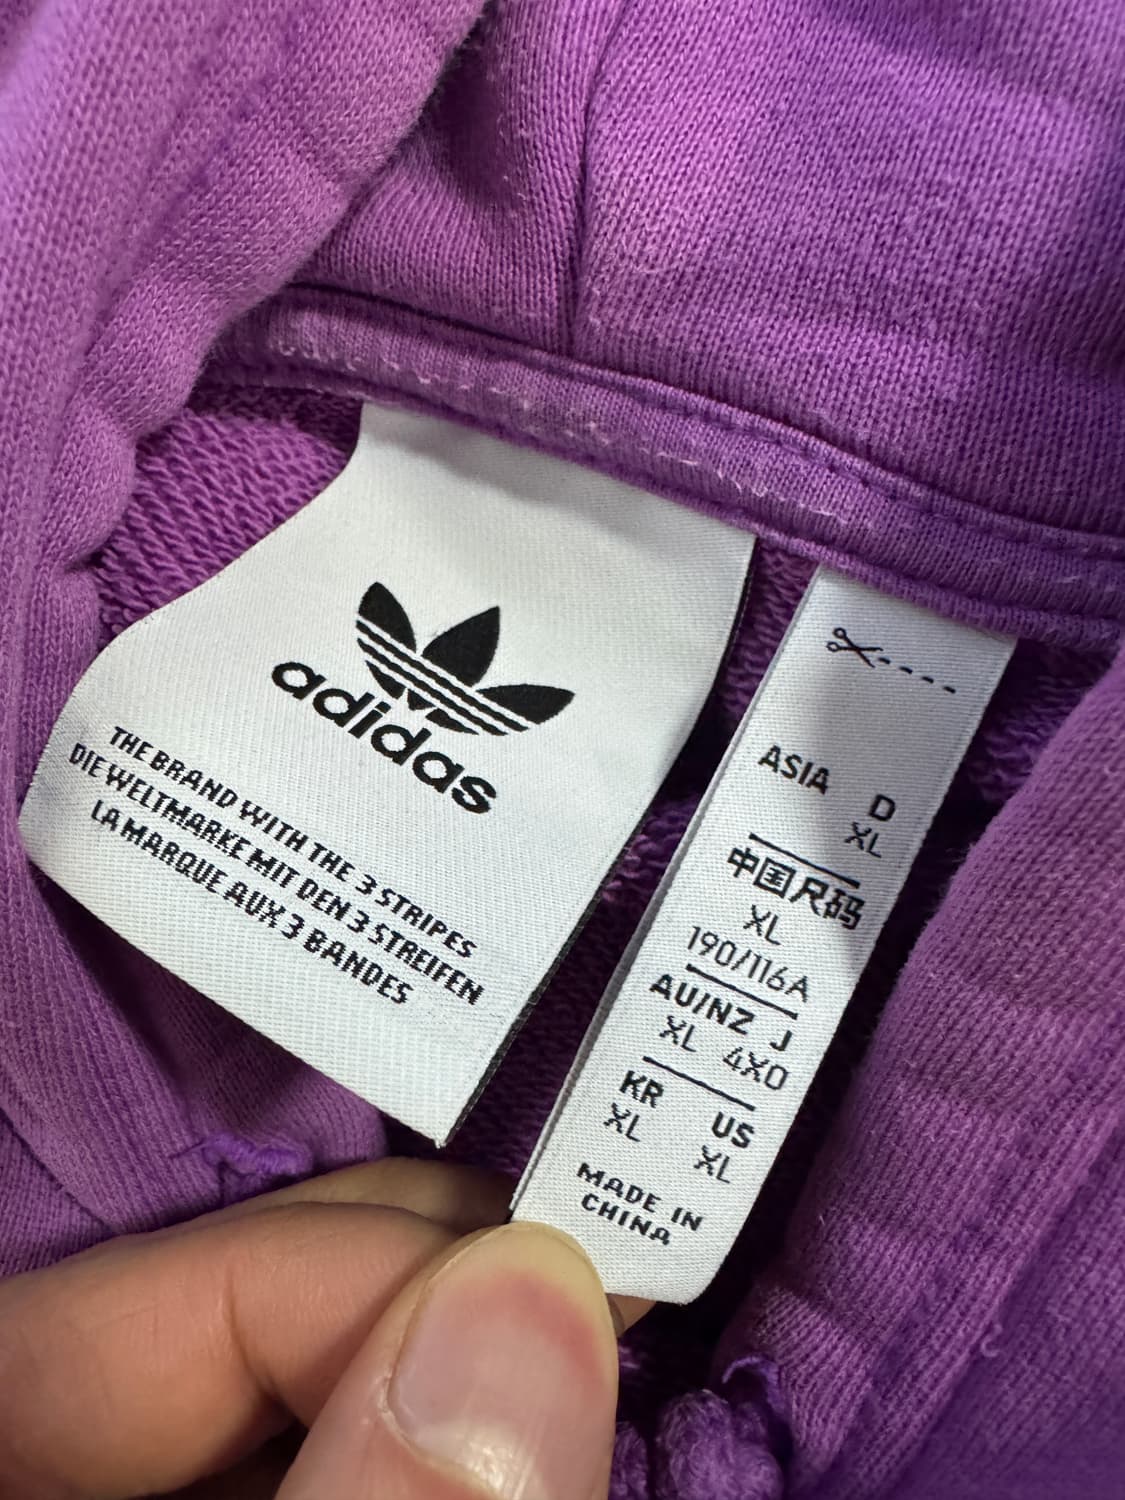 adidas
THE BRAND WITH THE 3 STRIPES
DIE WELTMARKE MIT DEN 3 STREIFEN
LA MARQUE AUX 3 BANDES
ASIA D
XL
中国尺码
XL
190/116A
AU/NZ J
XL 4XO
KR US
XL XL
MADE IN
CHINA